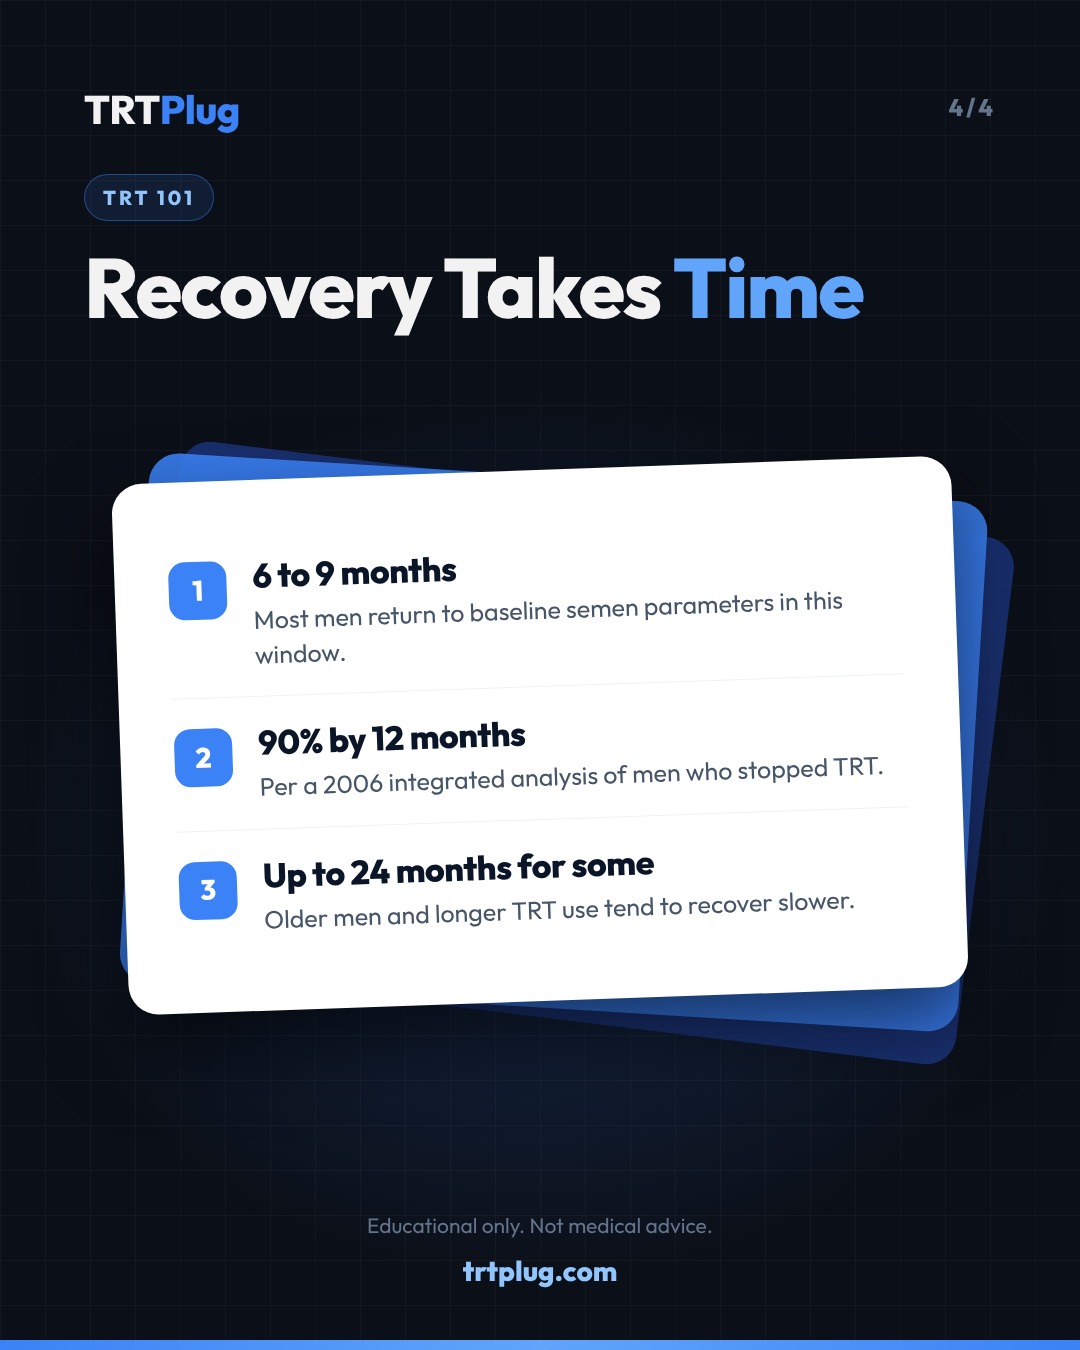 TRTPlug
4/4
TRT 101
Recovery Takes Time
1
6 to 9 months
Most men return to baseline semen parameters in this
window.
2
90% by 12 months
Per a 2006 integrated analysis of men who stopped TRT.
3
Up to 24 months for some
Older men and longer TRT use tend to recover slower.
Educational only. Not medical advice.
trtplug.com